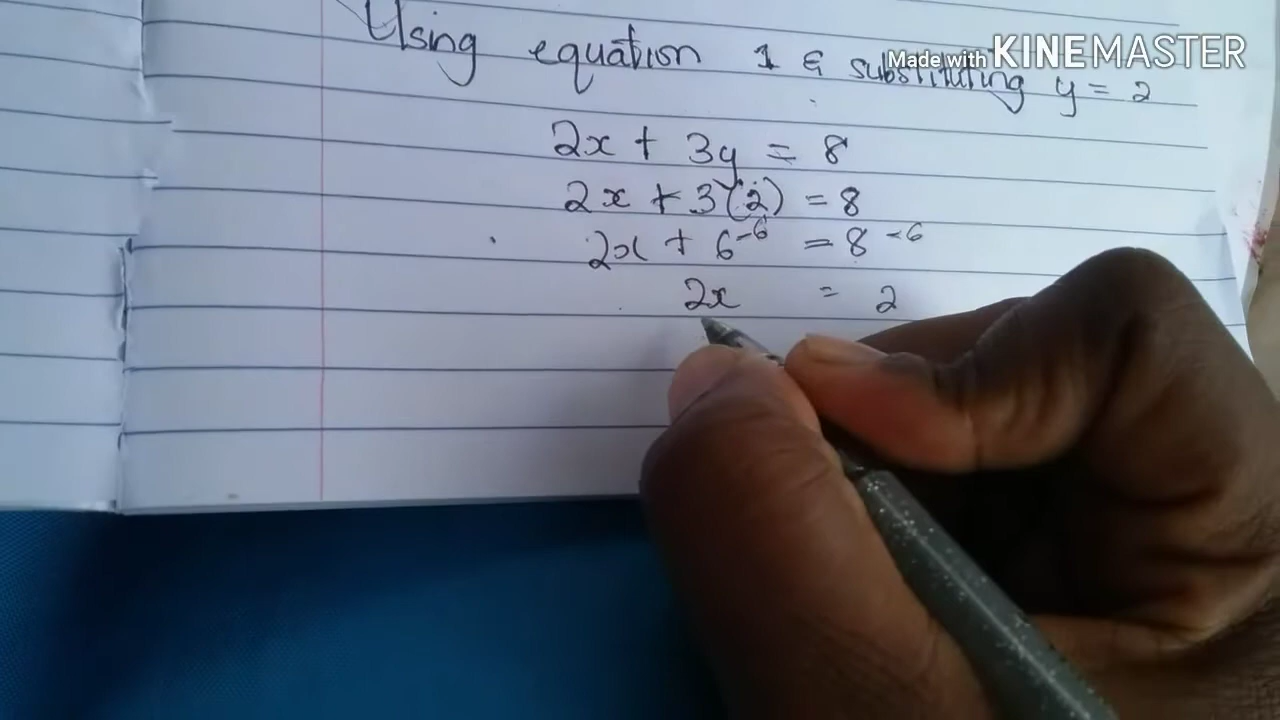 Using equation 1 & substituting y = 2
Made with KINEMASTER
2x + 3y = 8
2x + 3(2) = 8
2x + 6 -6 = 8 -6
2x = 2